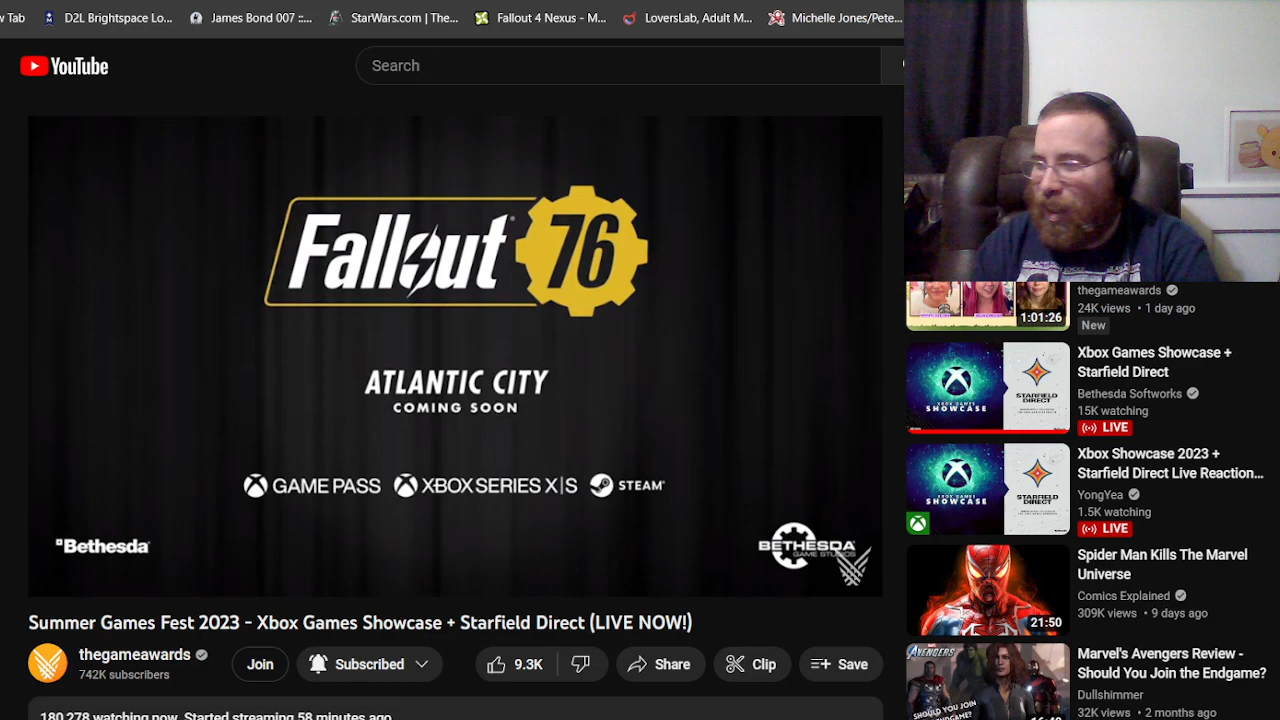 w Tab
D2L Brightspace Lo...
James Bond 007 ::...
StarWars.com | The...
Fallout 4 Nexus - M...
LoversLab, Adult M...
Michelle Jones/Pete...
YouTube
Search
Fallout 76
ATLANTIC CITY
COMING SOON
GAME PASS XBOX SERIES X|S STEAM
Bethesda
BETHESDA
GAME STUDIOS
Summer Games Fest 2023 - Xbox Games Showcase + Starfield Direct (LIVE NOW!)
thegameawards
742K subscribers
Join
Subscribed
9.3K
Share
Clip
Save
180,278 watching now Started streaming 58 minutes ago
thegameawards
24K views • 1 day ago
New
1:01:26
XBOX GAMES
SHOWCASE
STARFIELD
DIRECT
Xbox Games Showcase +
Starfield Direct
Bethesda Softworks
15K watching
LIVE
XBOX GAMES
SHOWCASE
STARFIELD
DIRECT
Xbox Showcase 2023 +
Starfield Direct Live Reaction...
YongYea
1.5K watching
LIVE
21:50
Spider Man Kills The Marvel
Universe
Comics Explained
309K views • 9 days ago
AVENGERS
SHOULD YOU JOIN
Marvel's Avengers Review -
Should You Join the Endgame?
Dullshimmer
32K views • 2 months ago